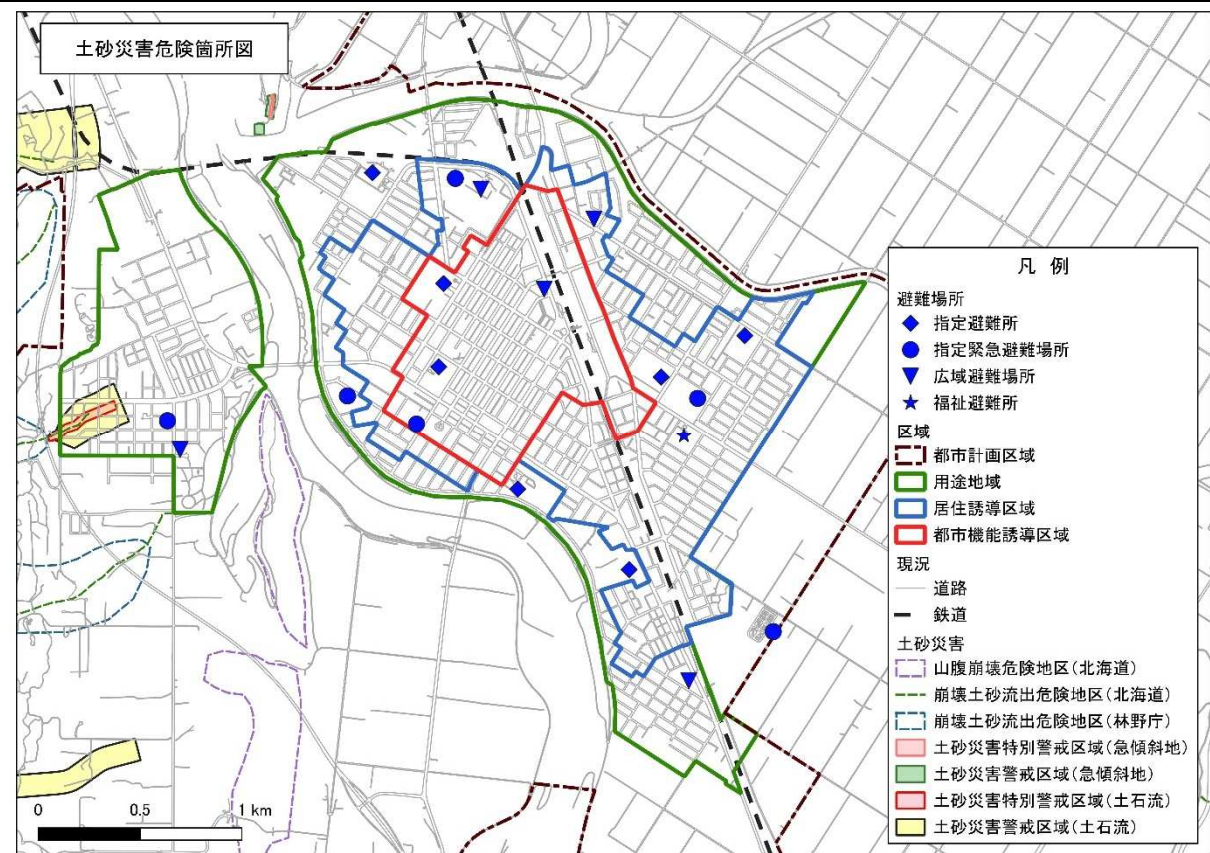 土砂災害危険箇所図
凡 例
避難場所
指定避難所
指定緊急避難場所
広域避難場所
福祉避難所
区域
都市計画区域
用途地域
居住誘導区域
都市機能誘導区域
現況
道路
鉄道
土砂災害
山腹崩壊危険地区(北海道)
崩壊土砂流出危険地区(北海道)
崩壊土砂流出危険地区(林野庁)
土砂災害特別警戒区域(急傾斜地)
土砂災害警戒区域(急傾斜地)
土砂災害特別警戒区域(土石流)
土砂災害警戒区域(土石流)
0 0.5 1 km